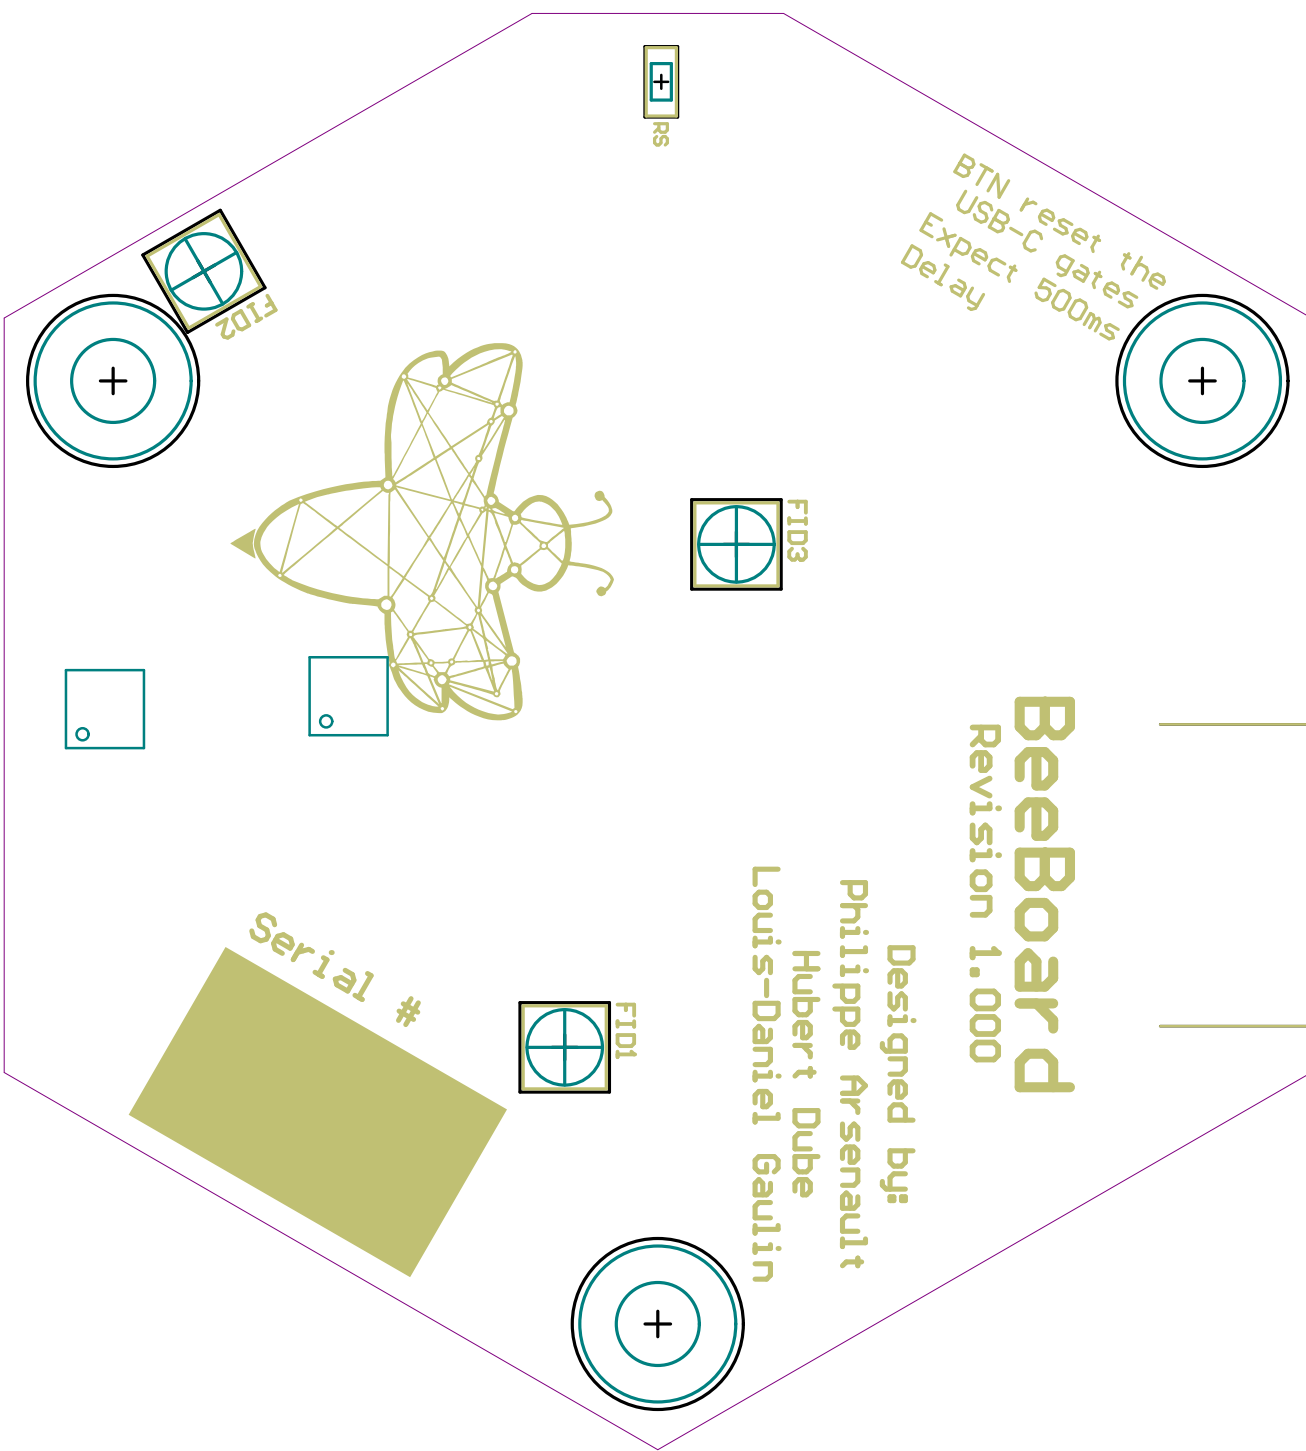 RS
BTN reset the
USB-C gates
Expect 500ms
Delay
FID2
FID3
BeeBoard
Revision 1.000
Designed by:
Philippe Arsenault
Hubert Dube
Louis-Daniel Gaulin
Serial #
FID1